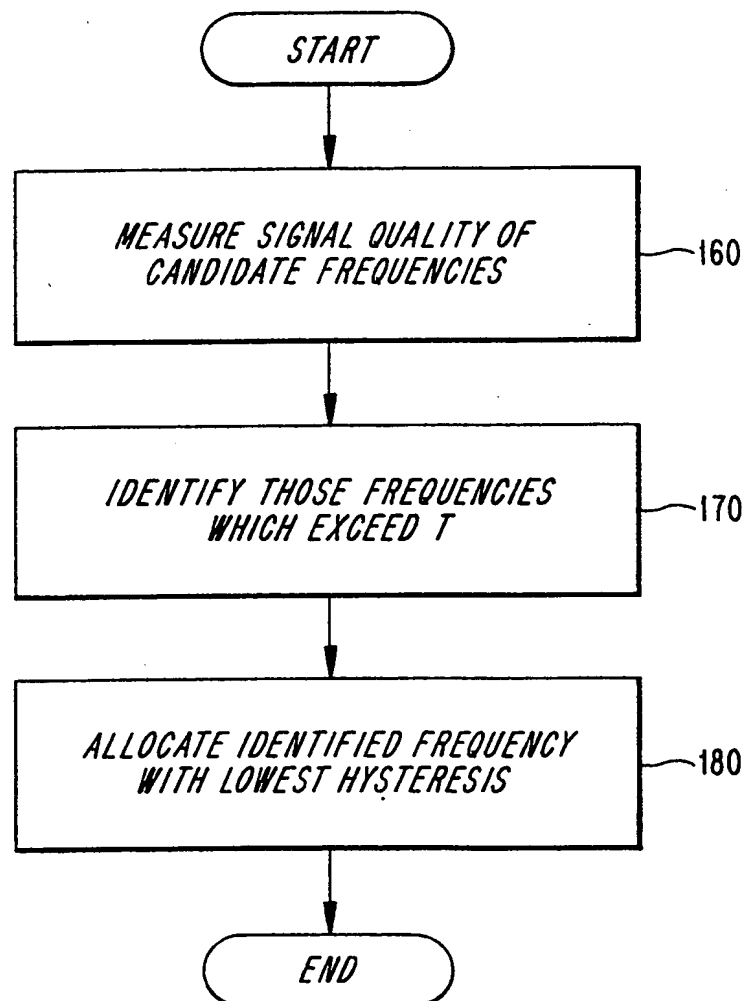 START
MEASURE SIGNAL QUALITY OF
CANDIDATE FREQUENCIES
160
IDENTIFY THOSE FREQUENCIES
WHICH EXCEED T
170
ALLOCATE IDENTIFIED FREQUENCY
WITH LOWEST HYSTERESIS
180
END